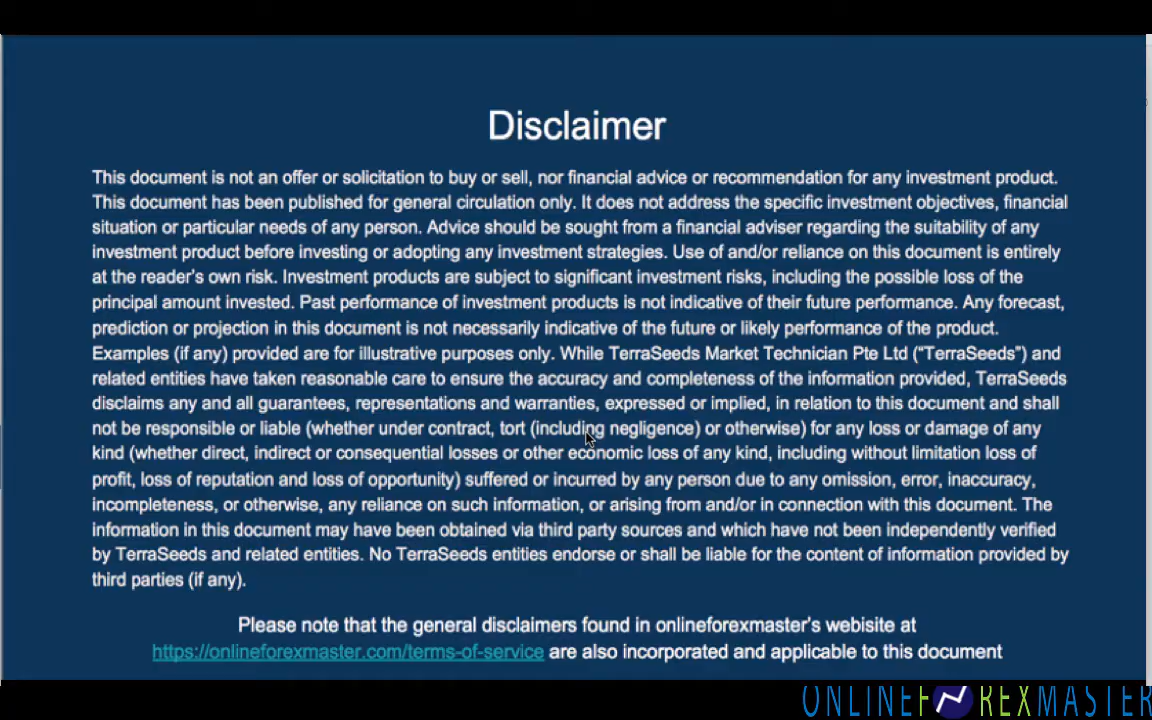 Disclaimer
This document is not an offer or solicitation to buy or sell, nor financial advice or recommendation for any investment product.
This document has been published for general circulation only. It does not address the specific investment objectives, financial
situation or particular needs of any person. Advice should be sought from a financial adviser regarding the suitability of any
investment product before investing or adopting any investment strategies. Use of and/or reliance on this document is entirely
at the reader's own risk. Investment products are subject to significant investment risks, including the possible loss of the
principal amount invested. Past performance of investment products is not indicative of their future performance. Any forecast,
prediction or projection in this document is not necessarily indicative of the future or likely performance of the product.
Examples (if any) provided are for illustrative purposes only. While TerraSeeds Market Technician Pte Ltd (“TerraSeeds”) and
related entities have taken reasonable care to ensure the accuracy and completeness of the information provided, TerraSeeds
disclaims any and all guarantees, representations and warranties, expressed or implied, in relation to this document and shall
not be responsible or liable (whether under contract, tort (including negligence) or otherwise) for any loss or damage of any
kind (whether direct, indirect or consequential losses or other economic loss of any kind, including without limitation loss of
profit, loss of reputation and loss of opportunity) suffered or incurred by any person due to any omission, error, inaccuracy,
incompleteness, or otherwise, any reliance on such information, or arising from and/or in connection with this document. The
information in this document may have been obtained via third party sources and which have not been independently verified
by TerraSeeds and related entities. No TerraSeeds entities endorse or shall be liable for the content of information provided by
third parties (if any).
Please note that the general disclaimers found in onlineforexmaster's webisite at
https://onlineforexmaster.com/terms-of-service are also incorporated and applicable to this document
ONLINEFOREXMASTER